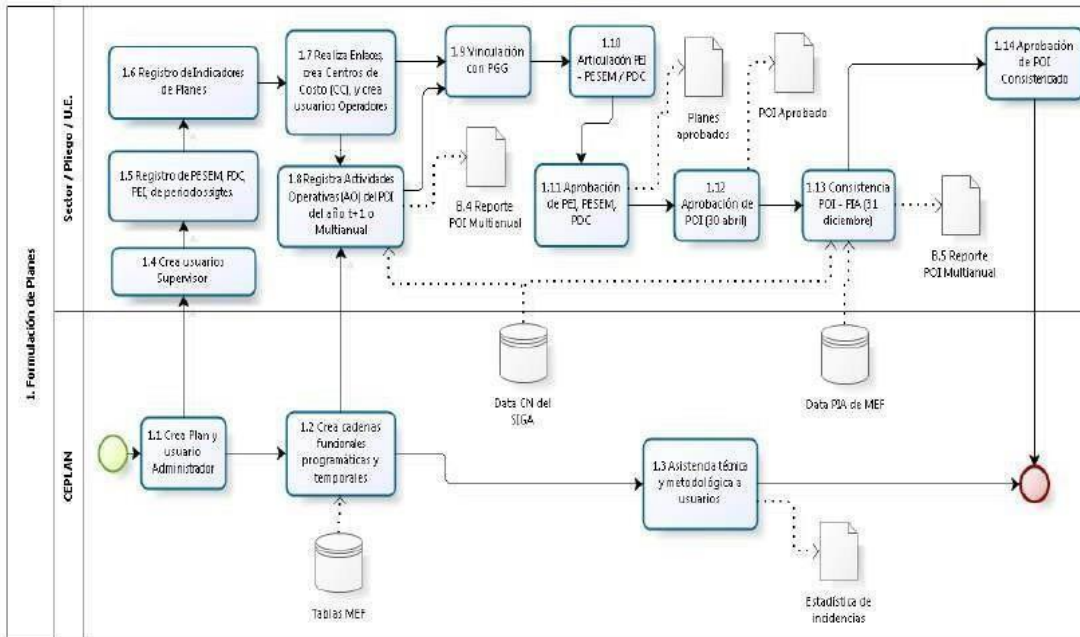 1. Formulación de Planes
Sector / Pliego / U.E.
1.6 Registro de Indicadores
de Planes
1.7 Realiza Enlaces,
crea Centros de
Costo (CC), y crea
usuarios Operadores
1.9 Vinculación
con PGG
1.10
Articulación PEI
- PESEM / PDC
Planes
aprobados
POI Aprobado
1.14 Aprobación
de POI
Consistenciado
1.5 Registro de PESEM, PDC,
PEI, de periodos sigtes
1.8 Registra Actividades
Operativas (AO) del POI
del año t+1 o
Multianual
B.4 Reporte
POI Multianual
1.11 Aprobación
de PEI, PESEM,
PDC
1.12
Aprobación de
POI (30 abril)
1.13 Consistencia
POI - PIA (31
diciembre)
B.5 Reporte
POI Multianual
1.4 Crea usuarios
Supervisor
CEPLAN
Data CN del
SIGA
Data PIA de MEF
1.1 Crea Plan y
usuario
Administrador
1.2 Crea cadenas
funcionales
programáticas y
temporales
1.3 Asistencia técnica
y metodológica a
usuarios
Tablas MEF
Estadística de
incidencias